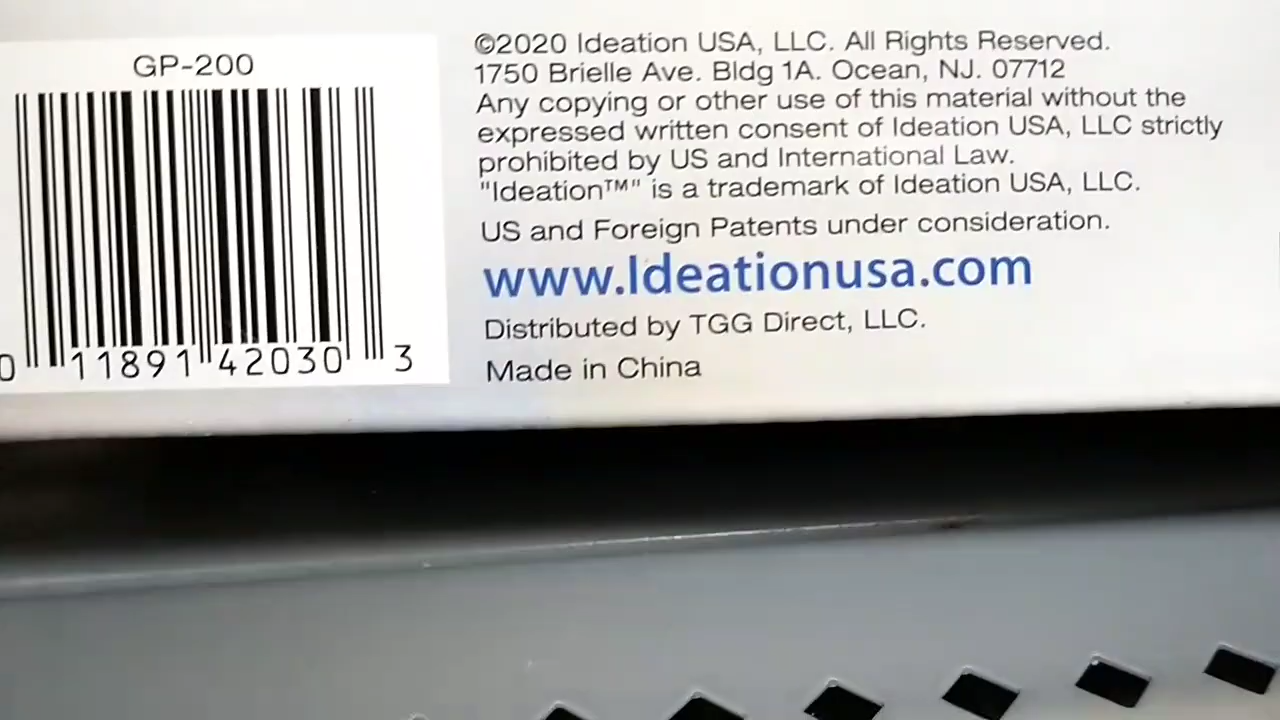 GP-200
0 11891 42030 3
©2020 Ideation USA, LLC. All Rights Reserved.
1750 Brielle Ave. Bldg 1A. Ocean, NJ. 07712
Any copying or other use of this material without the
expressed written consent of Ideation USA, LLC strictly
prohibited by US and International Law.
"Ideation™" is a trademark of Ideation USA, LLC.
US and Foreign Patents under consideration.
www.Ideationusa.com
Distributed by TGG Direct, LLC.
Made in China